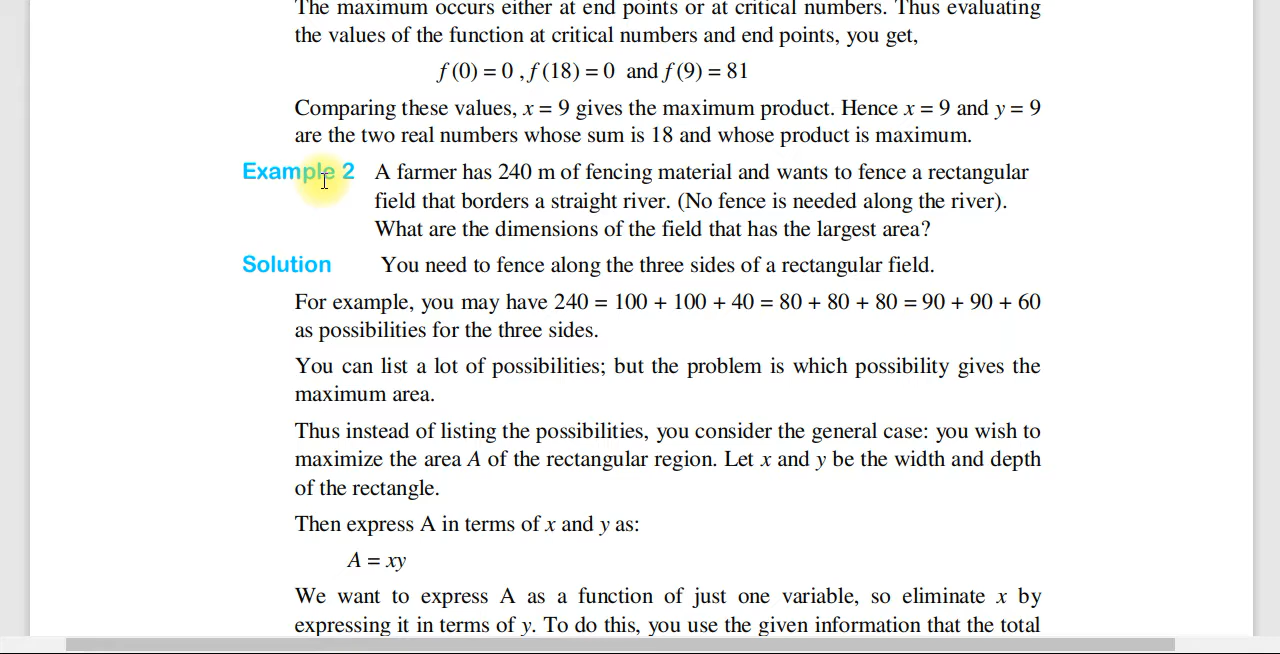 The maximum occurs either at end points or at critical numbers. Thus evaluating
the values of the function at critical numbers and end points, you get,
f (0) = 0 , f (18) = 0 and f (9) = 81
Comparing these values, x = 9 gives the maximum product. Hence x = 9 and y = 9
are the two real numbers whose sum is 18 and whose product is maximum.
Example 2 A farmer has 240 m of fencing material and wants to fence a rectangular
field that borders a straight river. (No fence is needed along the river).
What are the dimensions of the field that has the largest area?
Solution You need to fence along the three sides of a rectangular field.
For example, you may have 240 = 100 + 100 + 40 = 80 + 80 + 80 = 90 + 90 + 60
as possibilities for the three sides.
You can list a lot of possibilities; but the problem is which possibility gives the
maximum area.
Thus instead of listing the possibilities, you consider the general case: you wish to
maximize the area A of the rectangular region. Let x and y be the width and depth
of the rectangle.
Then express A in terms of x and y as:
A = xy
We want to express A as a function of just one variable, so eliminate x by
expressing it in terms of y. To do this, you use the given information that the total